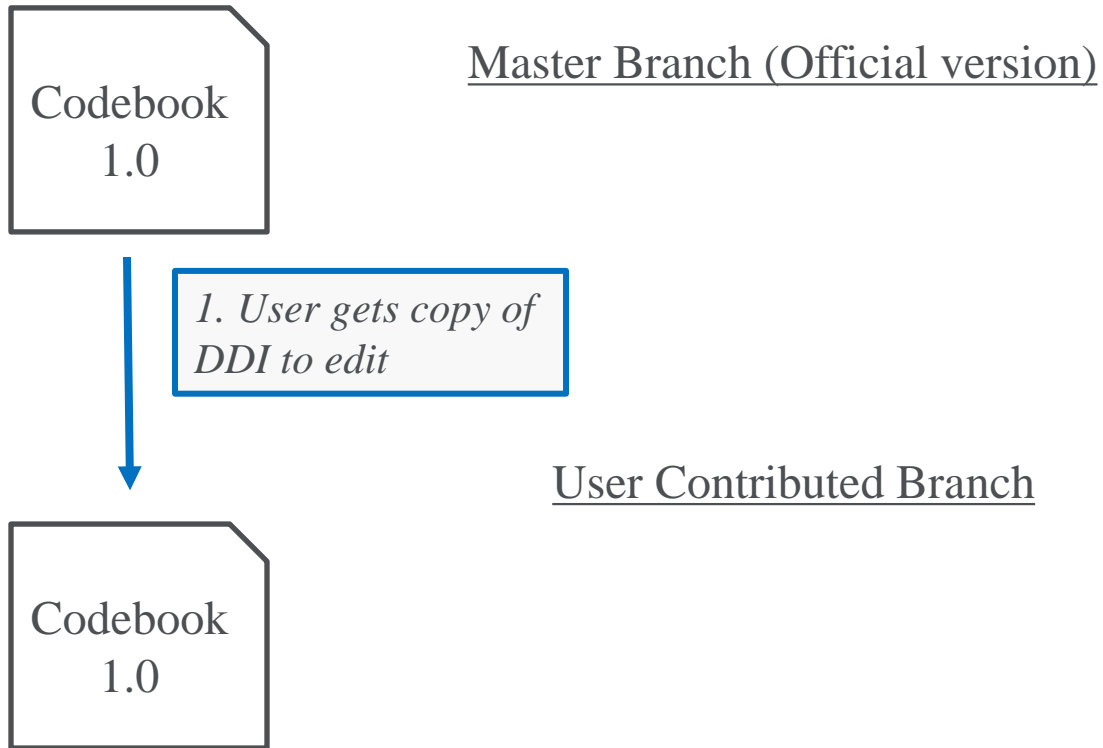 Master Branch (Official version)
Codebook
1.0
1. User gets copy of
DDI to edit
User Contributed Branch
Codebook
1.0